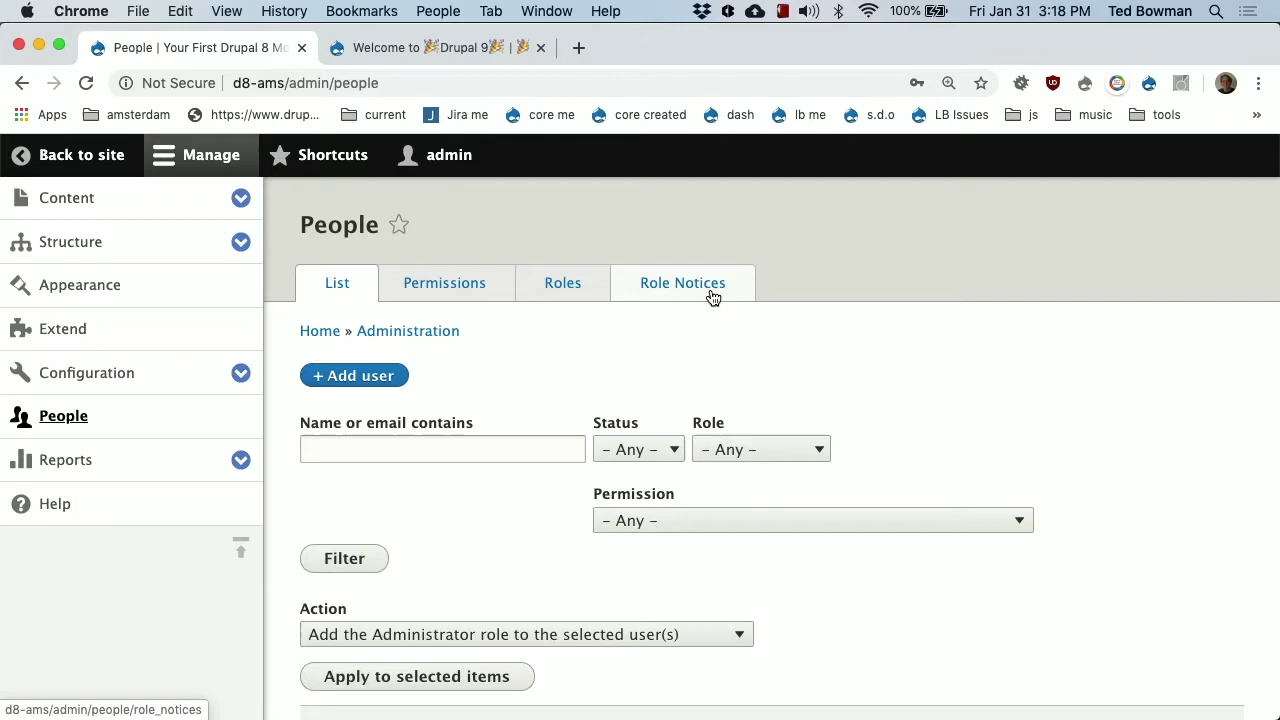 Chrome File Edit View History Bookmarks People Tab Window Help 100% Fri Jan 31 3:18 PM Ted Bowman
People | Your First Drupal 8 Mo Welcome to 🎉Drupal 9🎉 | 🎉
Not Secure d8-ams/admin/people
Apps amsterdam https://www.drup... current Jira me core me core created dash lb me s.d.o LB Issues js music tools »
Back to site Manage Shortcuts admin
Content
Structure
Appearance
Extend
Configuration
People
Reports
Help
People
List Permissions Roles Role Notices
Home » Administration
+ Add user
Name or email contains Status Role
- Any - - Any -
Permission
- Any -
Filter
Action
Add the Administrator role to the selected user(s)
Apply to selected items
d8-ams/admin/people/role_notices